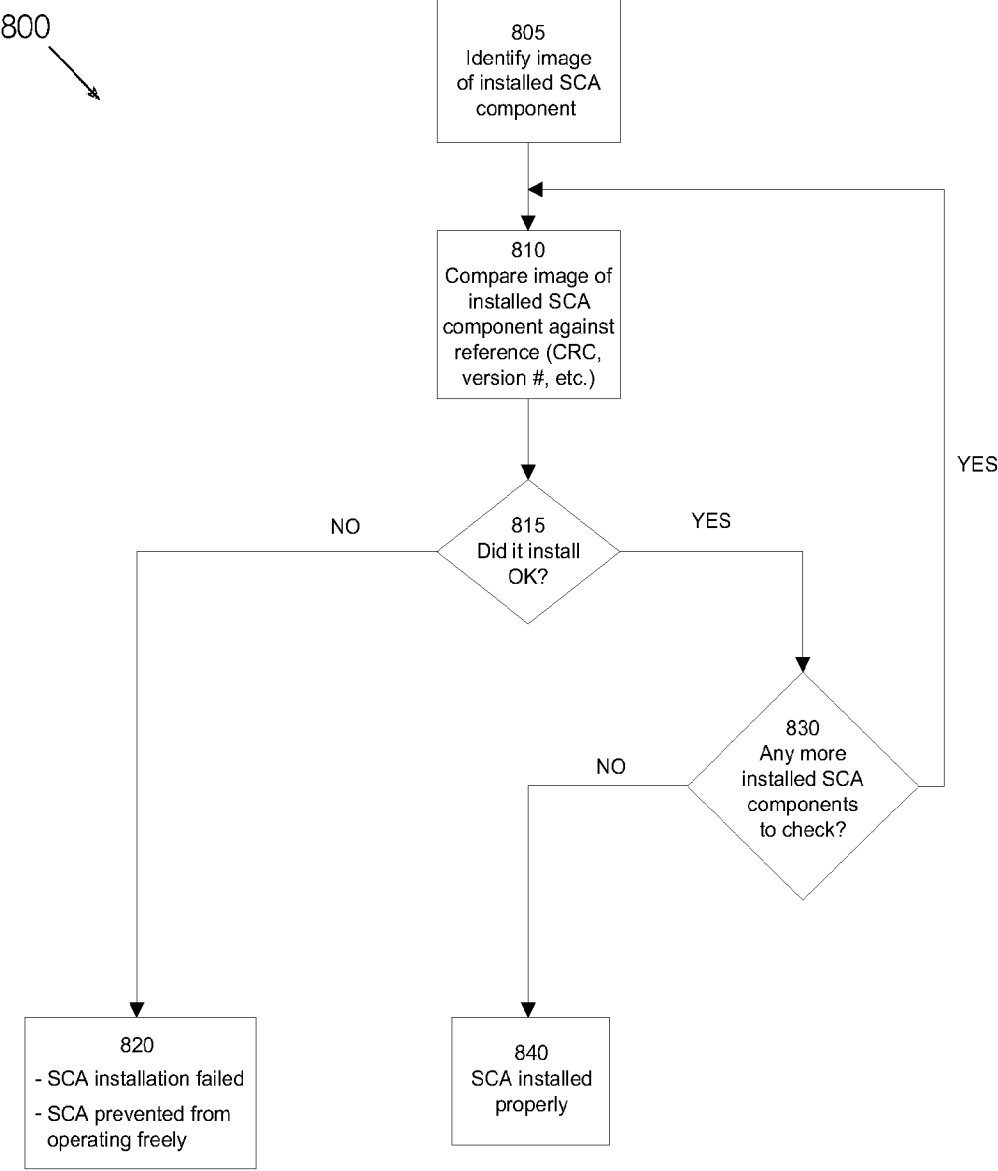 800
805
Identify image
of installed SCA
component
810
Compare image of
installed SCA
component against
reference (CRC,
version #, etc.)
YES
NO
YES
815
Did it install
OK?
830
Any more
installed SCA
components
to check?
NO
820
- SCA installation failed
- SCA prevented from
operating freely
840
SCA installed
properly